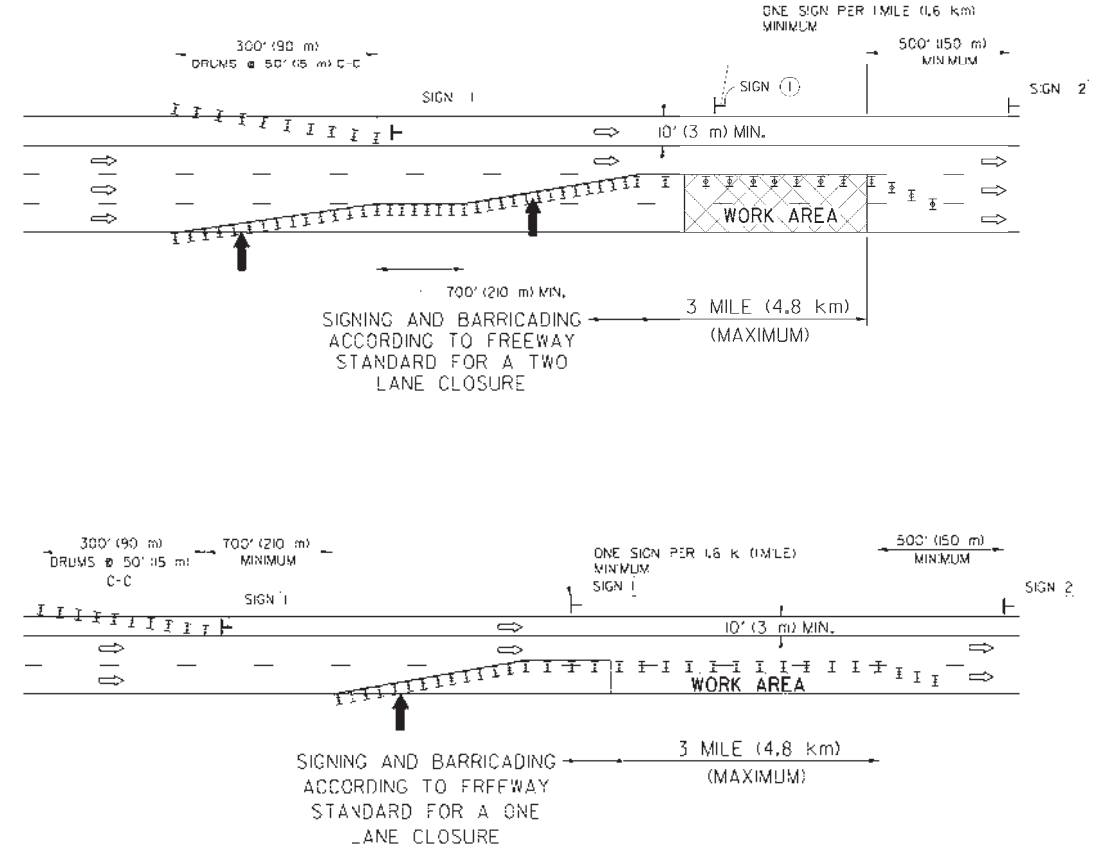 ONE SIGN PER 1 MILE (1.6 km)
MINIMUM
300' (90 m)
DRUMS @ 50' (15 m) C-C
500' (150 m)
MINIMUM
SIGN 1
SIGN 1
SIGN 2
10' (3 m) MIN.
WORK AREA
700' (210 m) MIN.
3 MILE (4.8 km)
(MAXIMUM)
SIGNING AND BARRICADING
ACCORDING TO FREEWAY
STANDARD FOR A TWO
LANE CLOSURE
300' (90 m)
DRUMS @ 50' (15 m)
C-C
700' (210 m)
MINIMUM
ONE SIGN PER 1.6 K (1 MILE)
MINIMUM
SIGN 1
500' (150 m)
MINIMUM
SIGN 1
SIGN 2
10' (3 m) MIN.
WORK AREA
3 MILE (4.8 km)
(MAXIMUM)
SIGNING AND BARRICADING
ACCORDING TO FREEWAY
STANDARD FOR A ONE
LANE CLOSURE